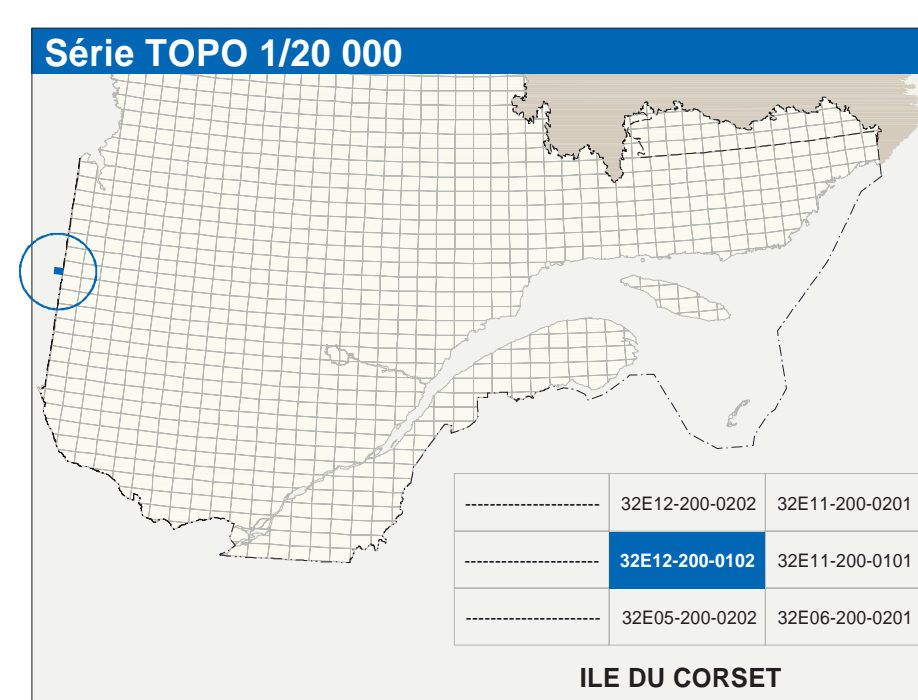 Série TOPO 1/20 000
---------------------- 32E12-200-0202 32E11-200-0201
---------------------- 32E12-200-0102 32E11-200-0101
---------------------- 32E05-200-0202 32E06-200-0201
ILE DU CORSET